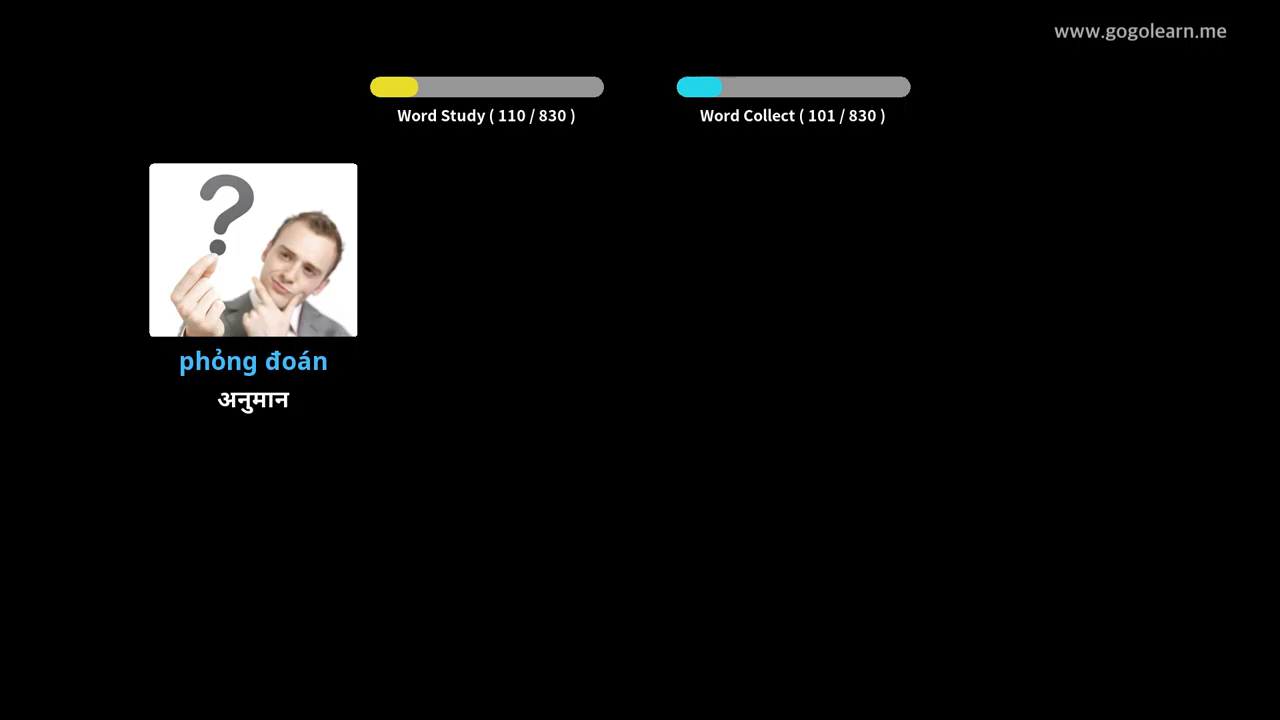 www.gogolearn.me
Word Study ( 110 / 830 )
Word Collect ( 101 / 830 )
phỏng đoán
अनुमान